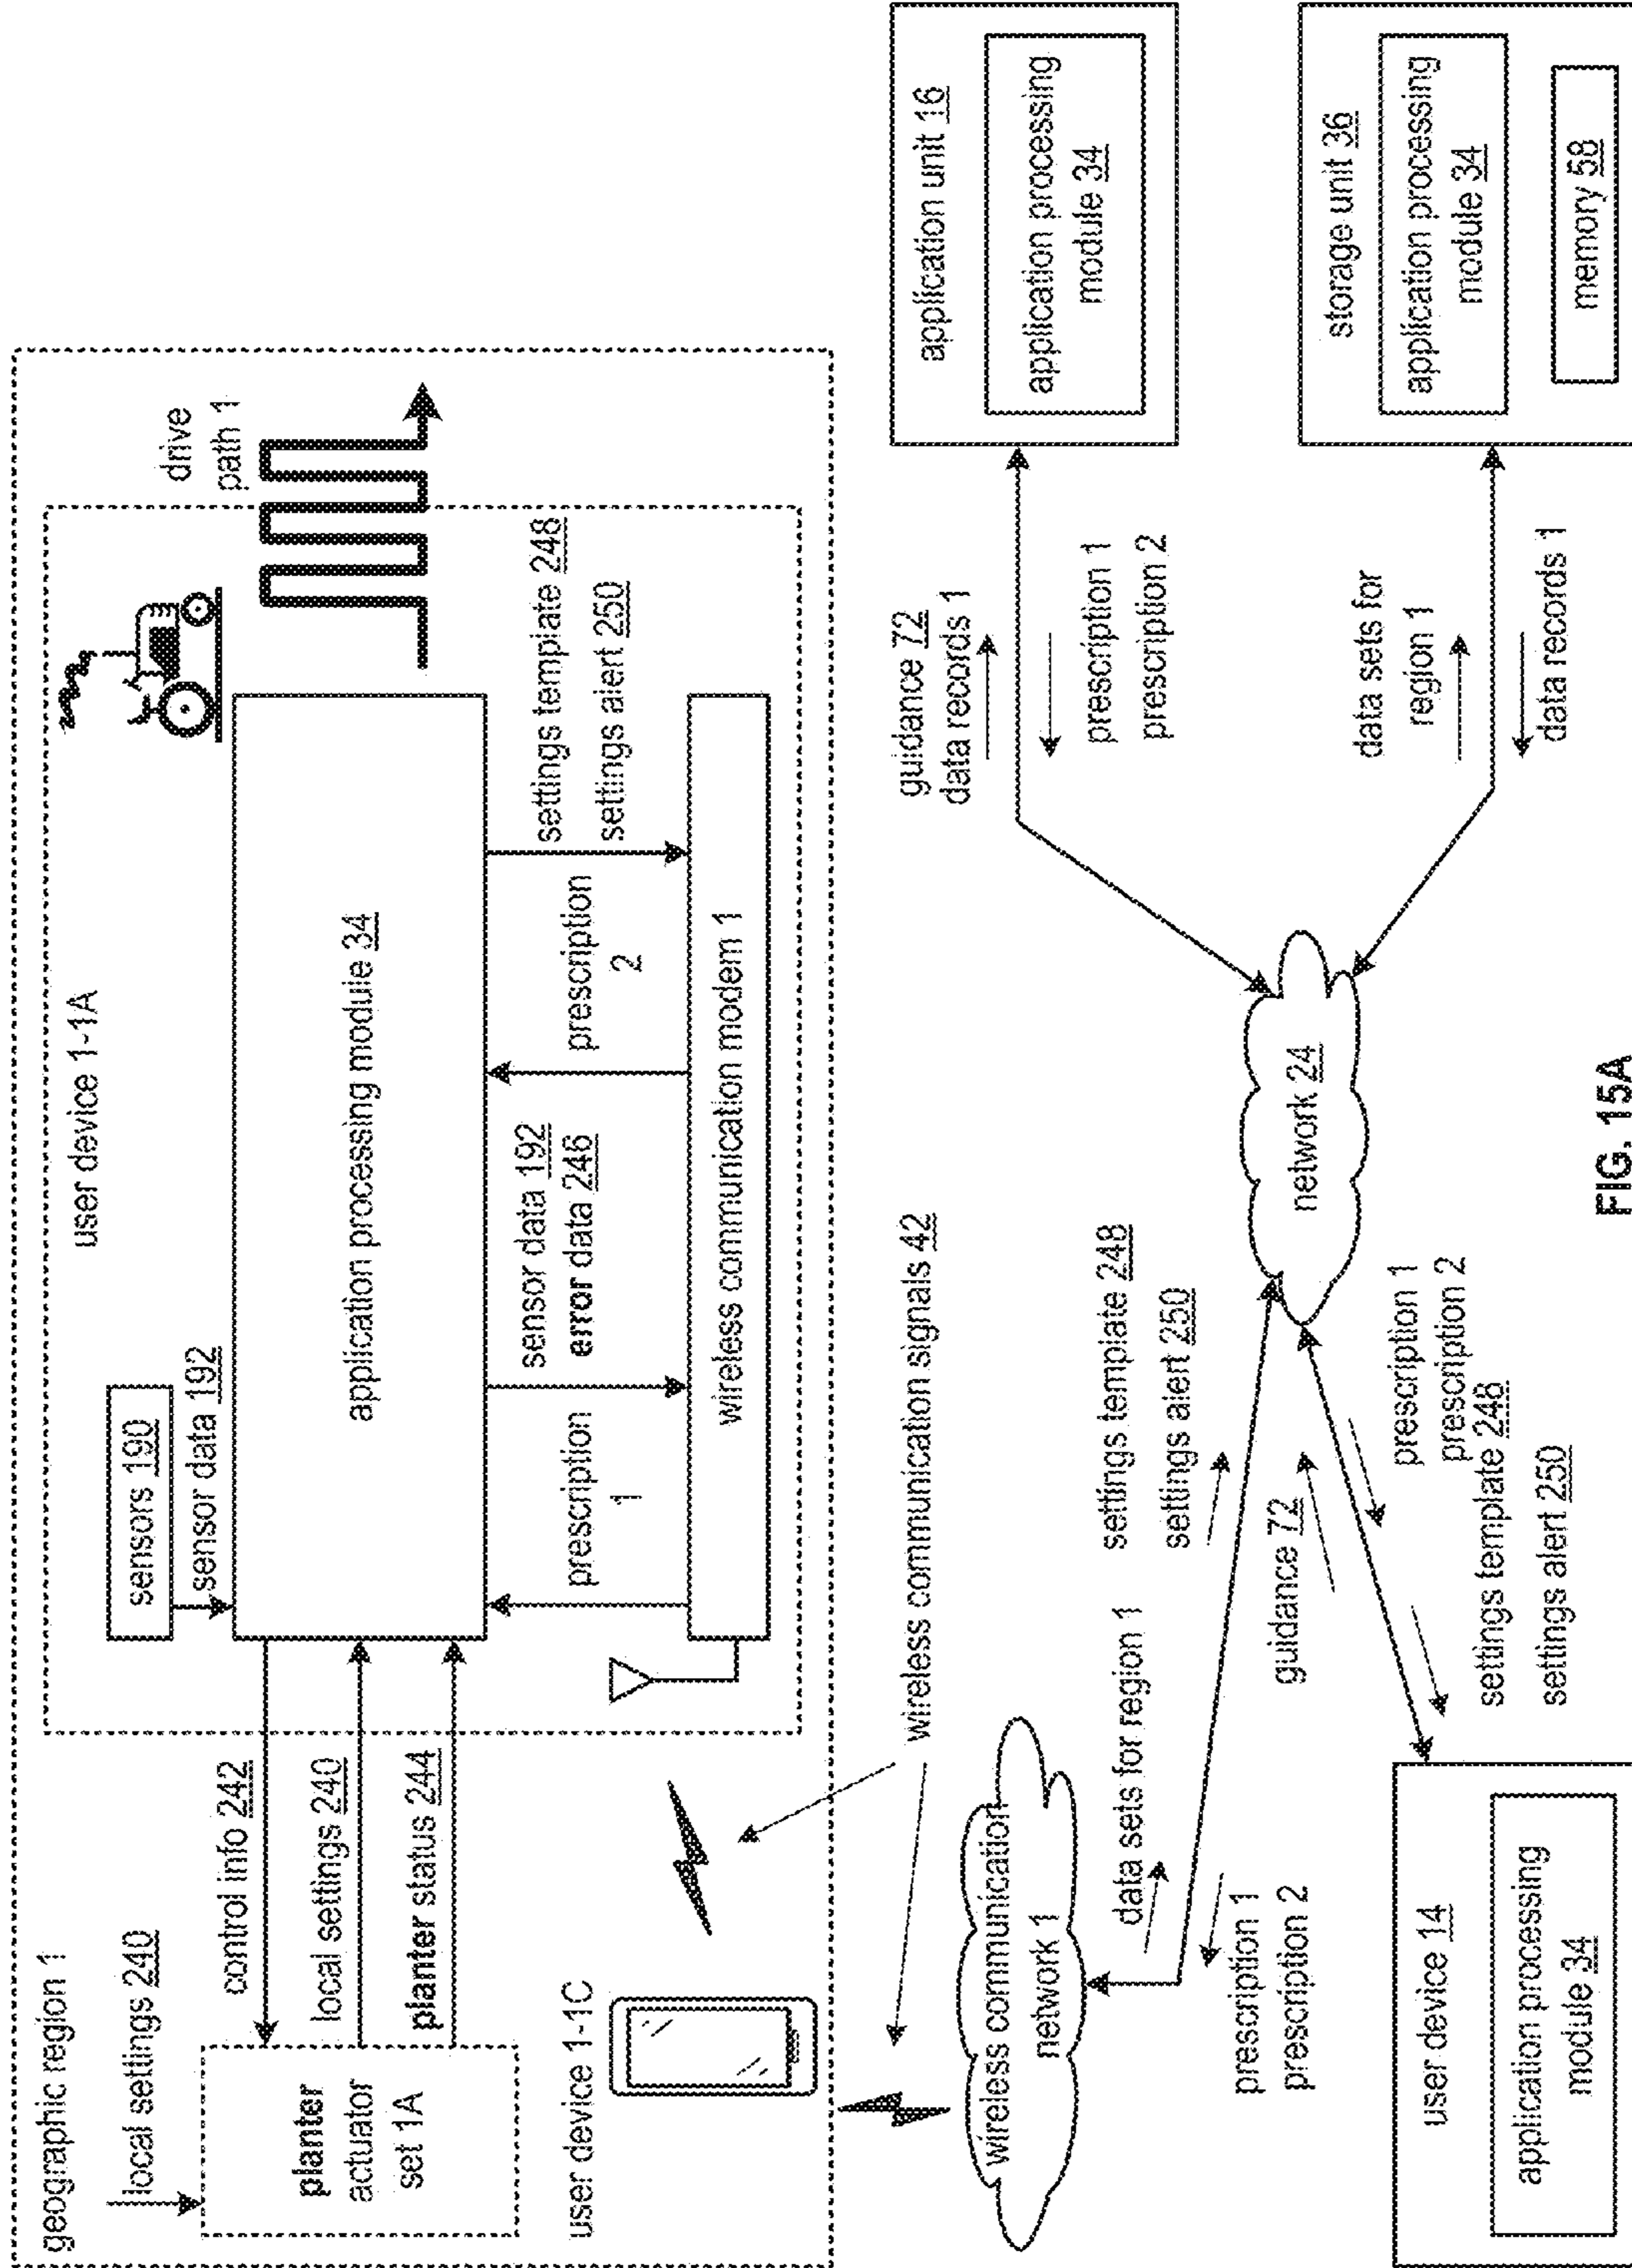 geographic region 1
local settings 240
planter
actuator
set 1A
control info 242
local settings 240
planter status 244
user device 1-1A
sensors 190
sensor data 192
application processing module 34
drive
path 1
prescription
1
sensor data 192
error data 246
prescription
2
settings template 248
settings alert 250
wireless communication modem 1
user device 1-1C
wireless communication signals 42
wireless communication
network 1
data sets for region 1
prescription 1
prescription 2
settings template 248
settings alert 250
guidance 72
prescription 1
prescription 2
settings template 248
settings alert 250
user device 14
application processing
module 34
network 24
guidance 72
data records 1
prescription 1
prescription 2
application unit 16
application processing
module 34
data sets for
region 1
data records 1
storage unit 36
application processing
module 34
memory 58
FIG. 15A